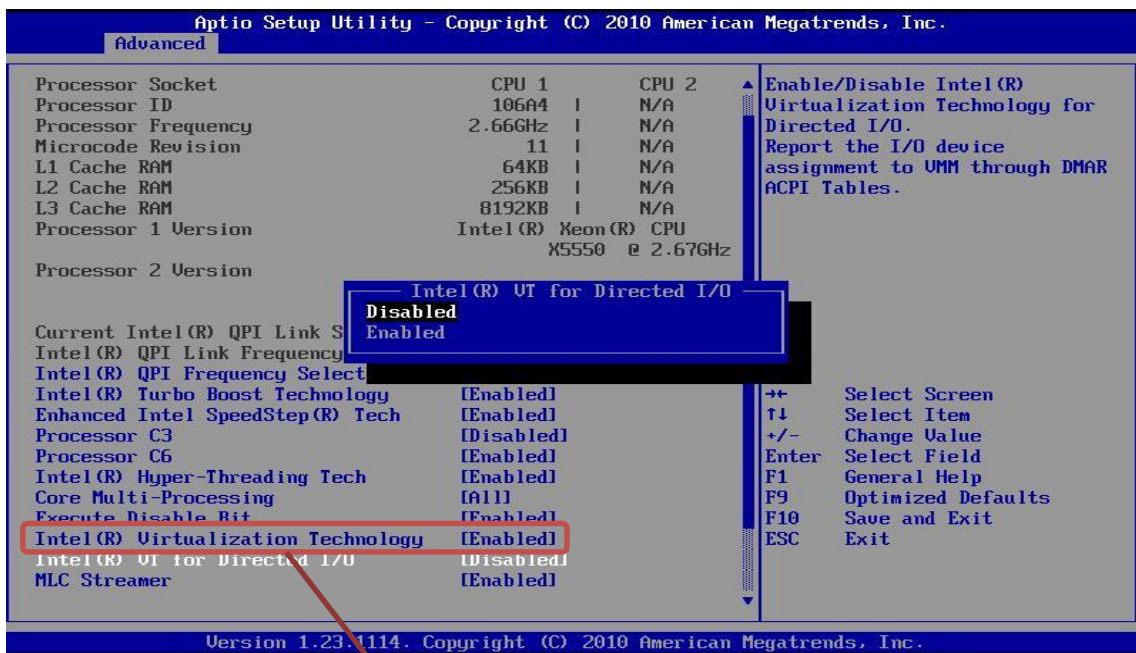 Aptio Setup Utility - Copyright (C) 2010 American Megatrends, Inc.
Advanced
Processor Socket CPU 1 CPU 2
Processor ID 106A4 | N/A
Processor Frequency 2.66GHz | N/A
Microcode Revision 11 | N/A
L1 Cache RAM 64KB | N/A
L2 Cache RAM 256KB | N/A
L3 Cache RAM 8192KB | N/A
Processor 1 Version Intel(R) Xeon(R) CPU
X5550 @ 2.67GHz
Processor 2 Version
Current Intel(R) QPI Link S
Intel(R) QPI Link Frequency
Intel(R) QPI Frequency Select
Intel(R) Turbo Boost Technology [Enabled]
Enhanced Intel SpeedStep(R) Tech [Enabled]
Processor C3 [Disabled]
Processor C6 [Enabled]
Intel(R) Hyper-Threading Tech [Enabled]
Core Multi-Processing [All]
Execute Disable Bit [Enabled]
Intel(R) Virtualization Technology [Enabled]
Intel(R) VT for Directed I/O [Disabled]
MLC Streamer [Enabled]
Intel(R) VT for Directed I/O
Disabled
Enabled
Enable/Disable Intel(R)
Virtualization Technology for
Directed I/O.
Report the I/O device
assignment to VMM through DMAR
ACPI Tables.
→← Select Screen
↑↓ Select Item
+/- Change Value
Enter Select Field
F1 General Help
F9 Optimized Defaults
F10 Save and Exit
ESC Exit
Version 1.23.1114. Copyright (C) 2010 American Megatrends, Inc.